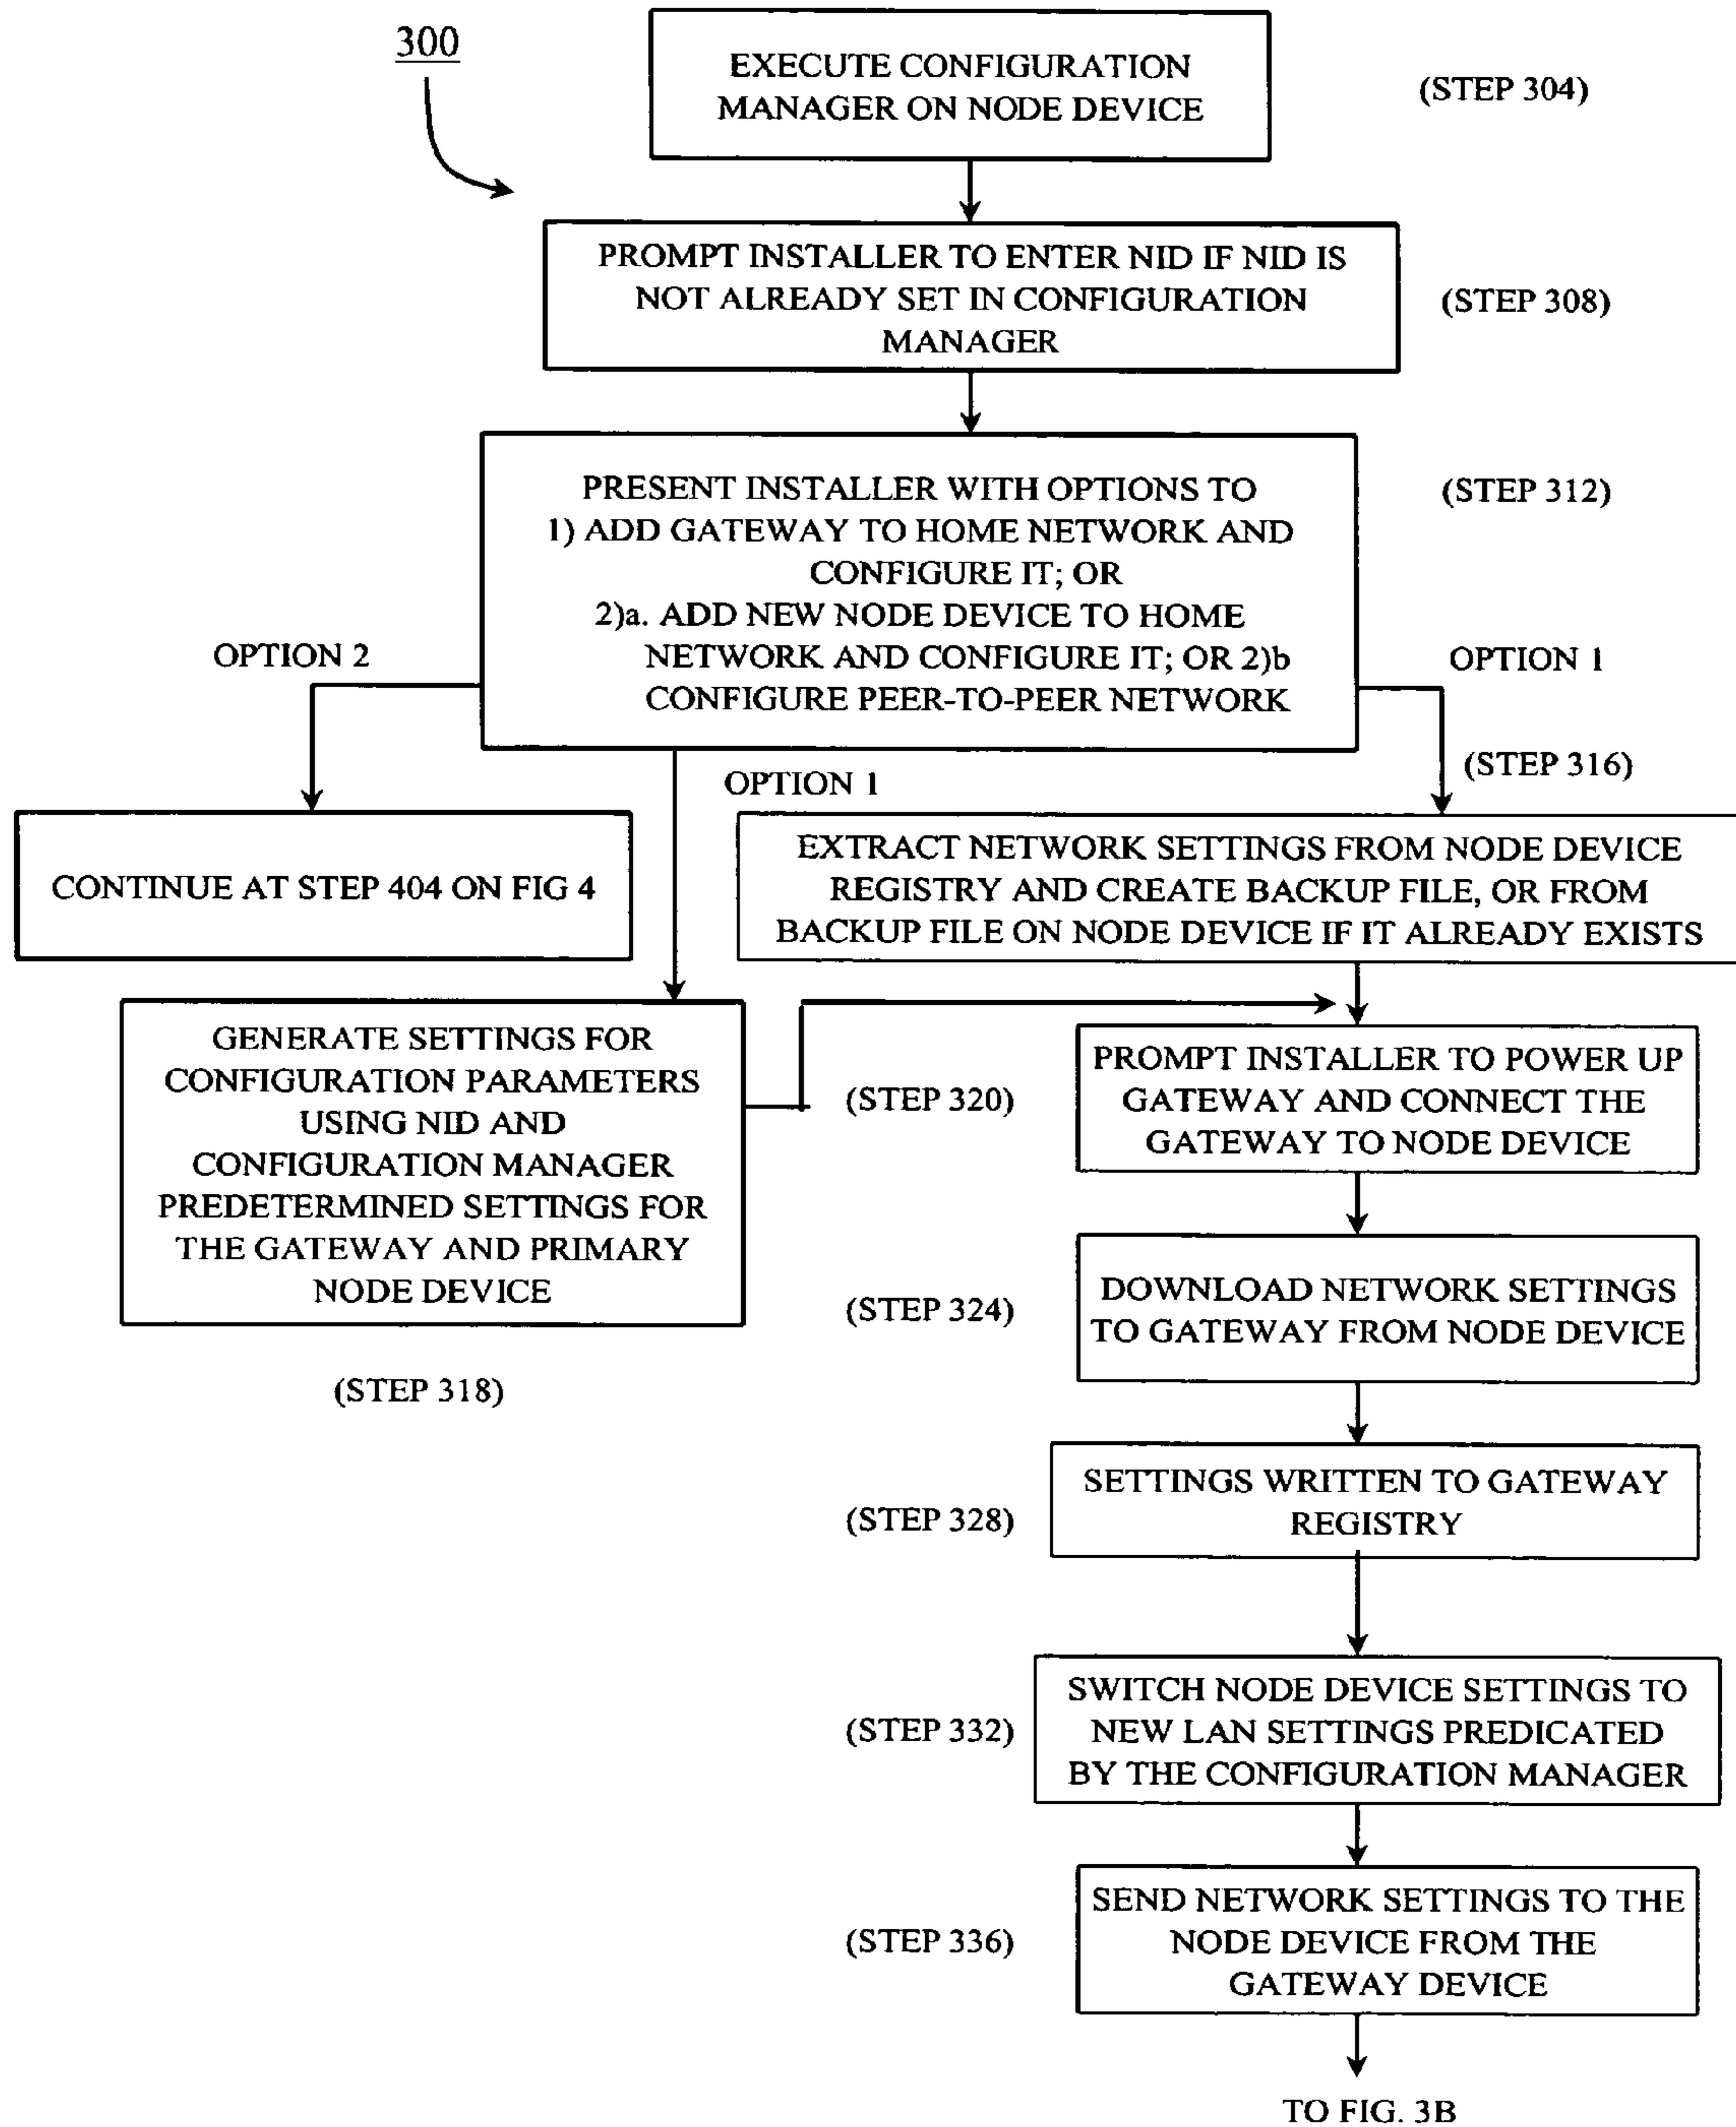 300
EXECUTE CONFIGURATION
MANAGER ON NODE DEVICE
(STEP 304)
PROMPT INSTALLER TO ENTER NID IF NID IS
NOT ALREADY SET IN CONFIGURATION
MANAGER
(STEP 308)
PRESENT INSTALLER WITH OPTIONS TO
1) ADD GATEWAY TO HOME NETWORK AND
CONFIGURE IT; OR
2)a. ADD NEW NODE DEVICE TO HOME
NETWORK AND CONFIGURE IT; OR 2)b
CONFIGURE PEER-TO-PEER NETWORK
(STEP 312)
OPTION 2
OPTION 1
(STEP 316)
OPTION 1
CONTINUE AT STEP 404 ON FIG 4
EXTRACT NETWORK SETTINGS FROM NODE DEVICE
REGISTRY AND CREATE BACKUP FILE, OR FROM
BACKUP FILE ON NODE DEVICE IF IT ALREADY EXISTS
GENERATE SETTINGS FOR
CONFIGURATION PARAMETERS
USING NID AND
CONFIGURATION MANAGER
PREDETERMINED SETTINGS FOR
THE GATEWAY AND PRIMARY
NODE DEVICE
(STEP 318)
(STEP 320)
PROMPT INSTALLER TO POWER UP
GATEWAY AND CONNECT THE
GATEWAY TO NODE DEVICE
(STEP 324)
DOWNLOAD NETWORK SETTINGS
TO GATEWAY FROM NODE DEVICE
(STEP 328)
SETTINGS WRITTEN TO GATEWAY
REGISTRY
(STEP 332)
SWITCH NODE DEVICE SETTINGS TO
NEW LAN SETTINGS PREDICATED
BY THE CONFIGURATION MANAGER
(STEP 336)
SEND NETWORK SETTINGS TO THE
NODE DEVICE FROM THE
GATEWAY DEVICE
TO FIG. 3B